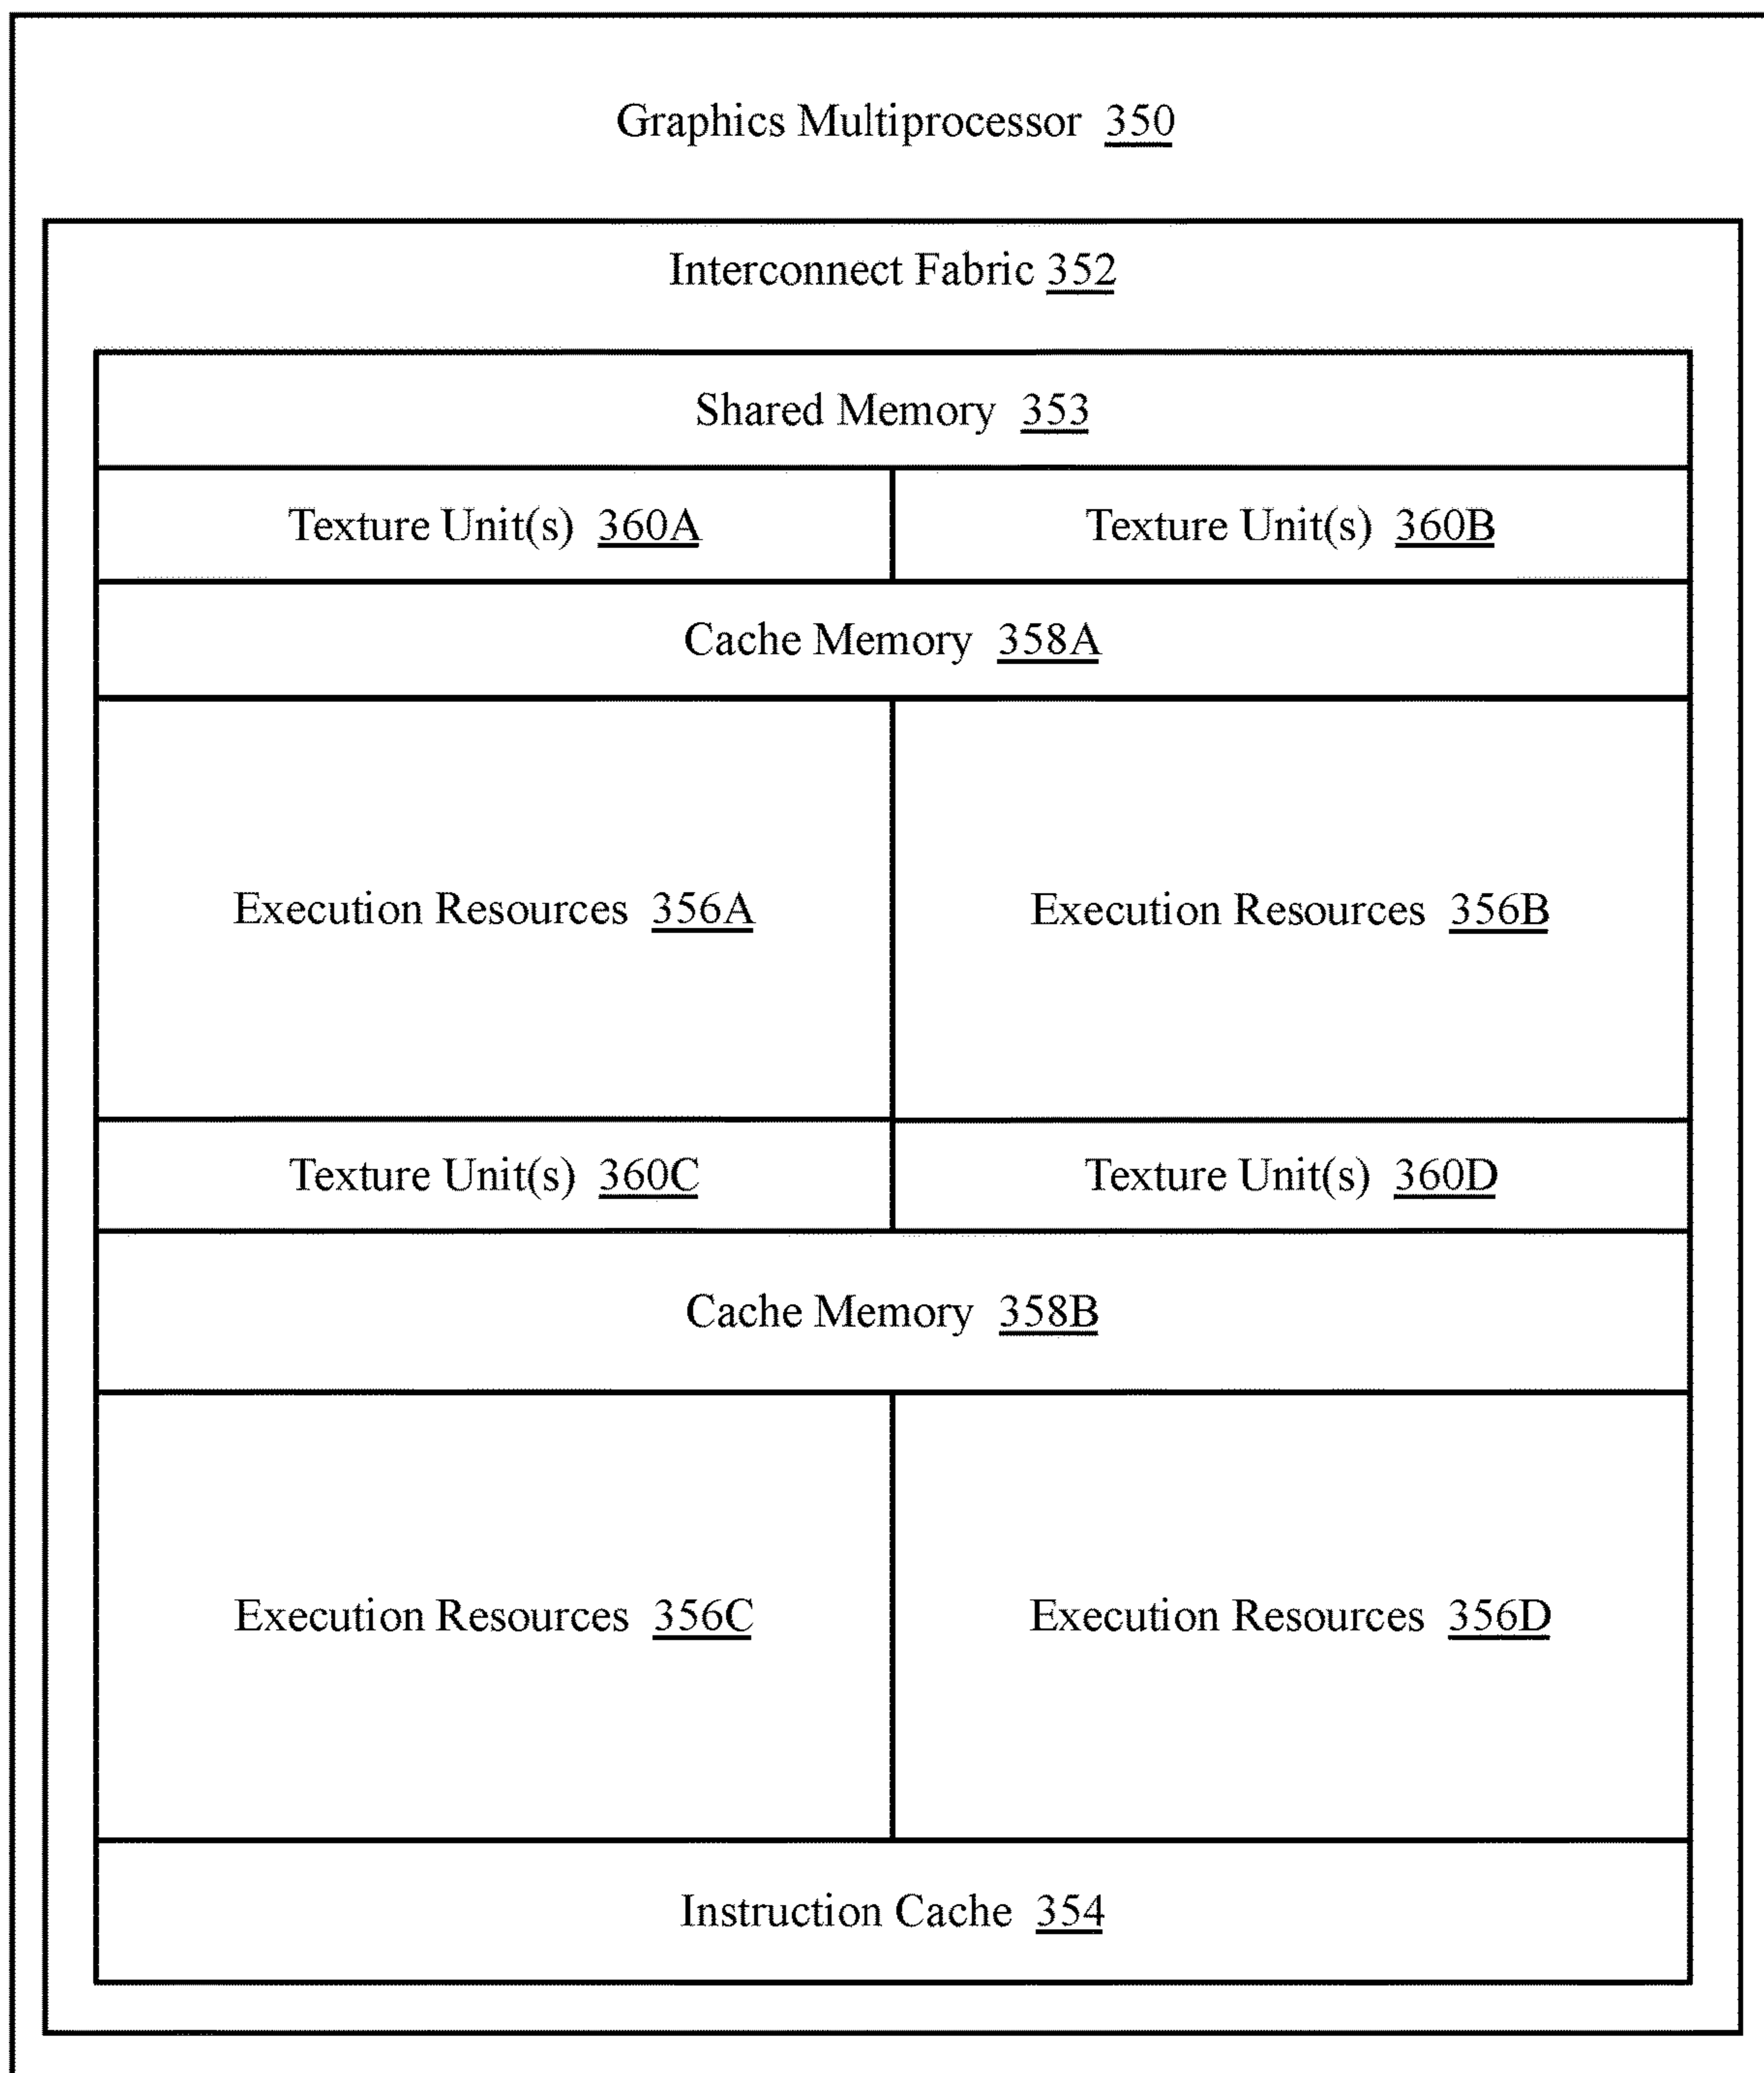 Graphics Multiprocessor 350
Interconnect Fabric 352
Shared Memory 353
Texture Unit(s) 360A
Texture Unit(s) 360B
Cache Memory 358A
Execution Resources 356A
Execution Resources 356B
Texture Unit(s) 360C
Texture Unit(s) 360D
Cache Memory 358B
Execution Resources 356C
Execution Resources 356D
Instruction Cache 354